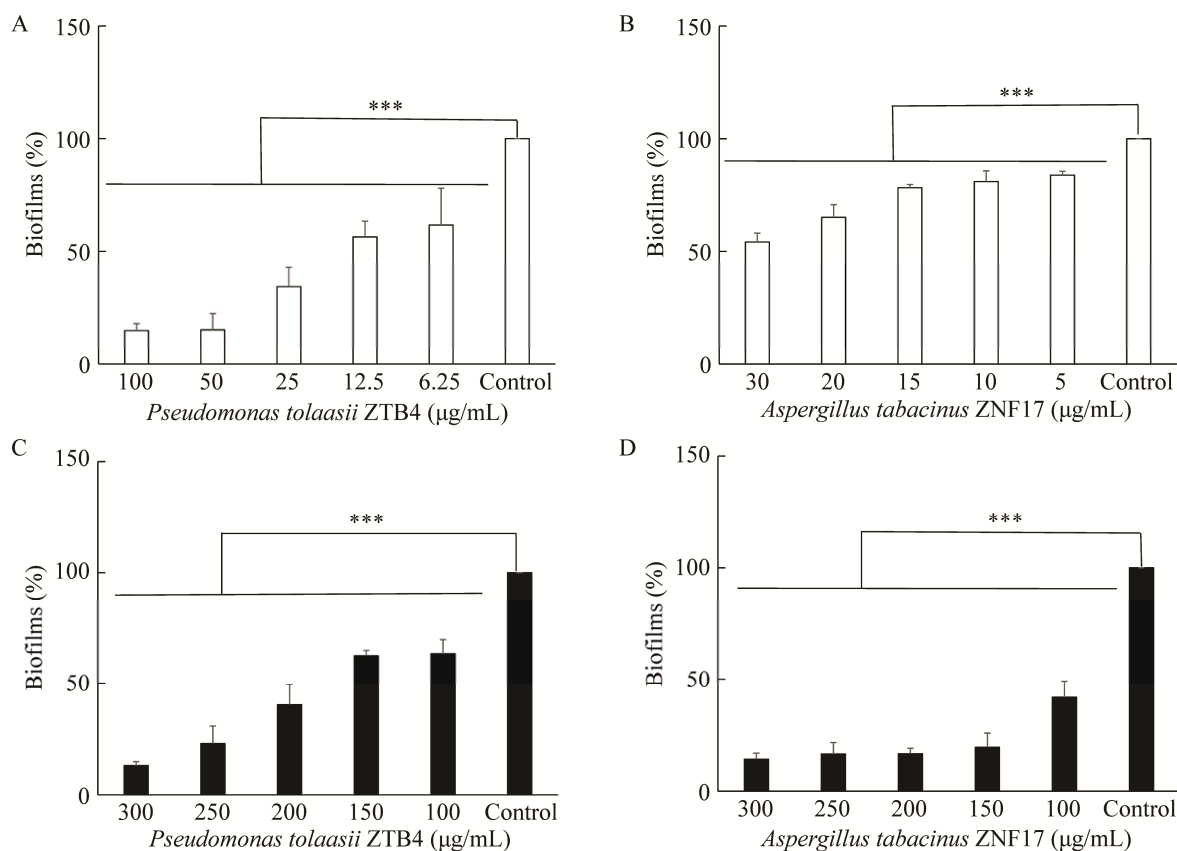 A
150
100
50
0
Biofilms (%)
***
100 50 25 12.5 6.25 Control
Pseudomonas tolaasii ZTB4 (μg/mL)
B
150
100
50
0
Biofilms (%)
***
30 20 15 10 5 Control
Aspergillus tabacinus ZNF17 (μg/mL)
C
150
100
50
0
Biofilms (%)
***
300 250 200 150 100 Control
Pseudomonas tolaasii ZTB4 (μg/mL)
D
150
100
50
0
Biofilms (%)
***
300 250 200 150 100 Control
Aspergillus tabacinus ZNF17 (μg/mL)